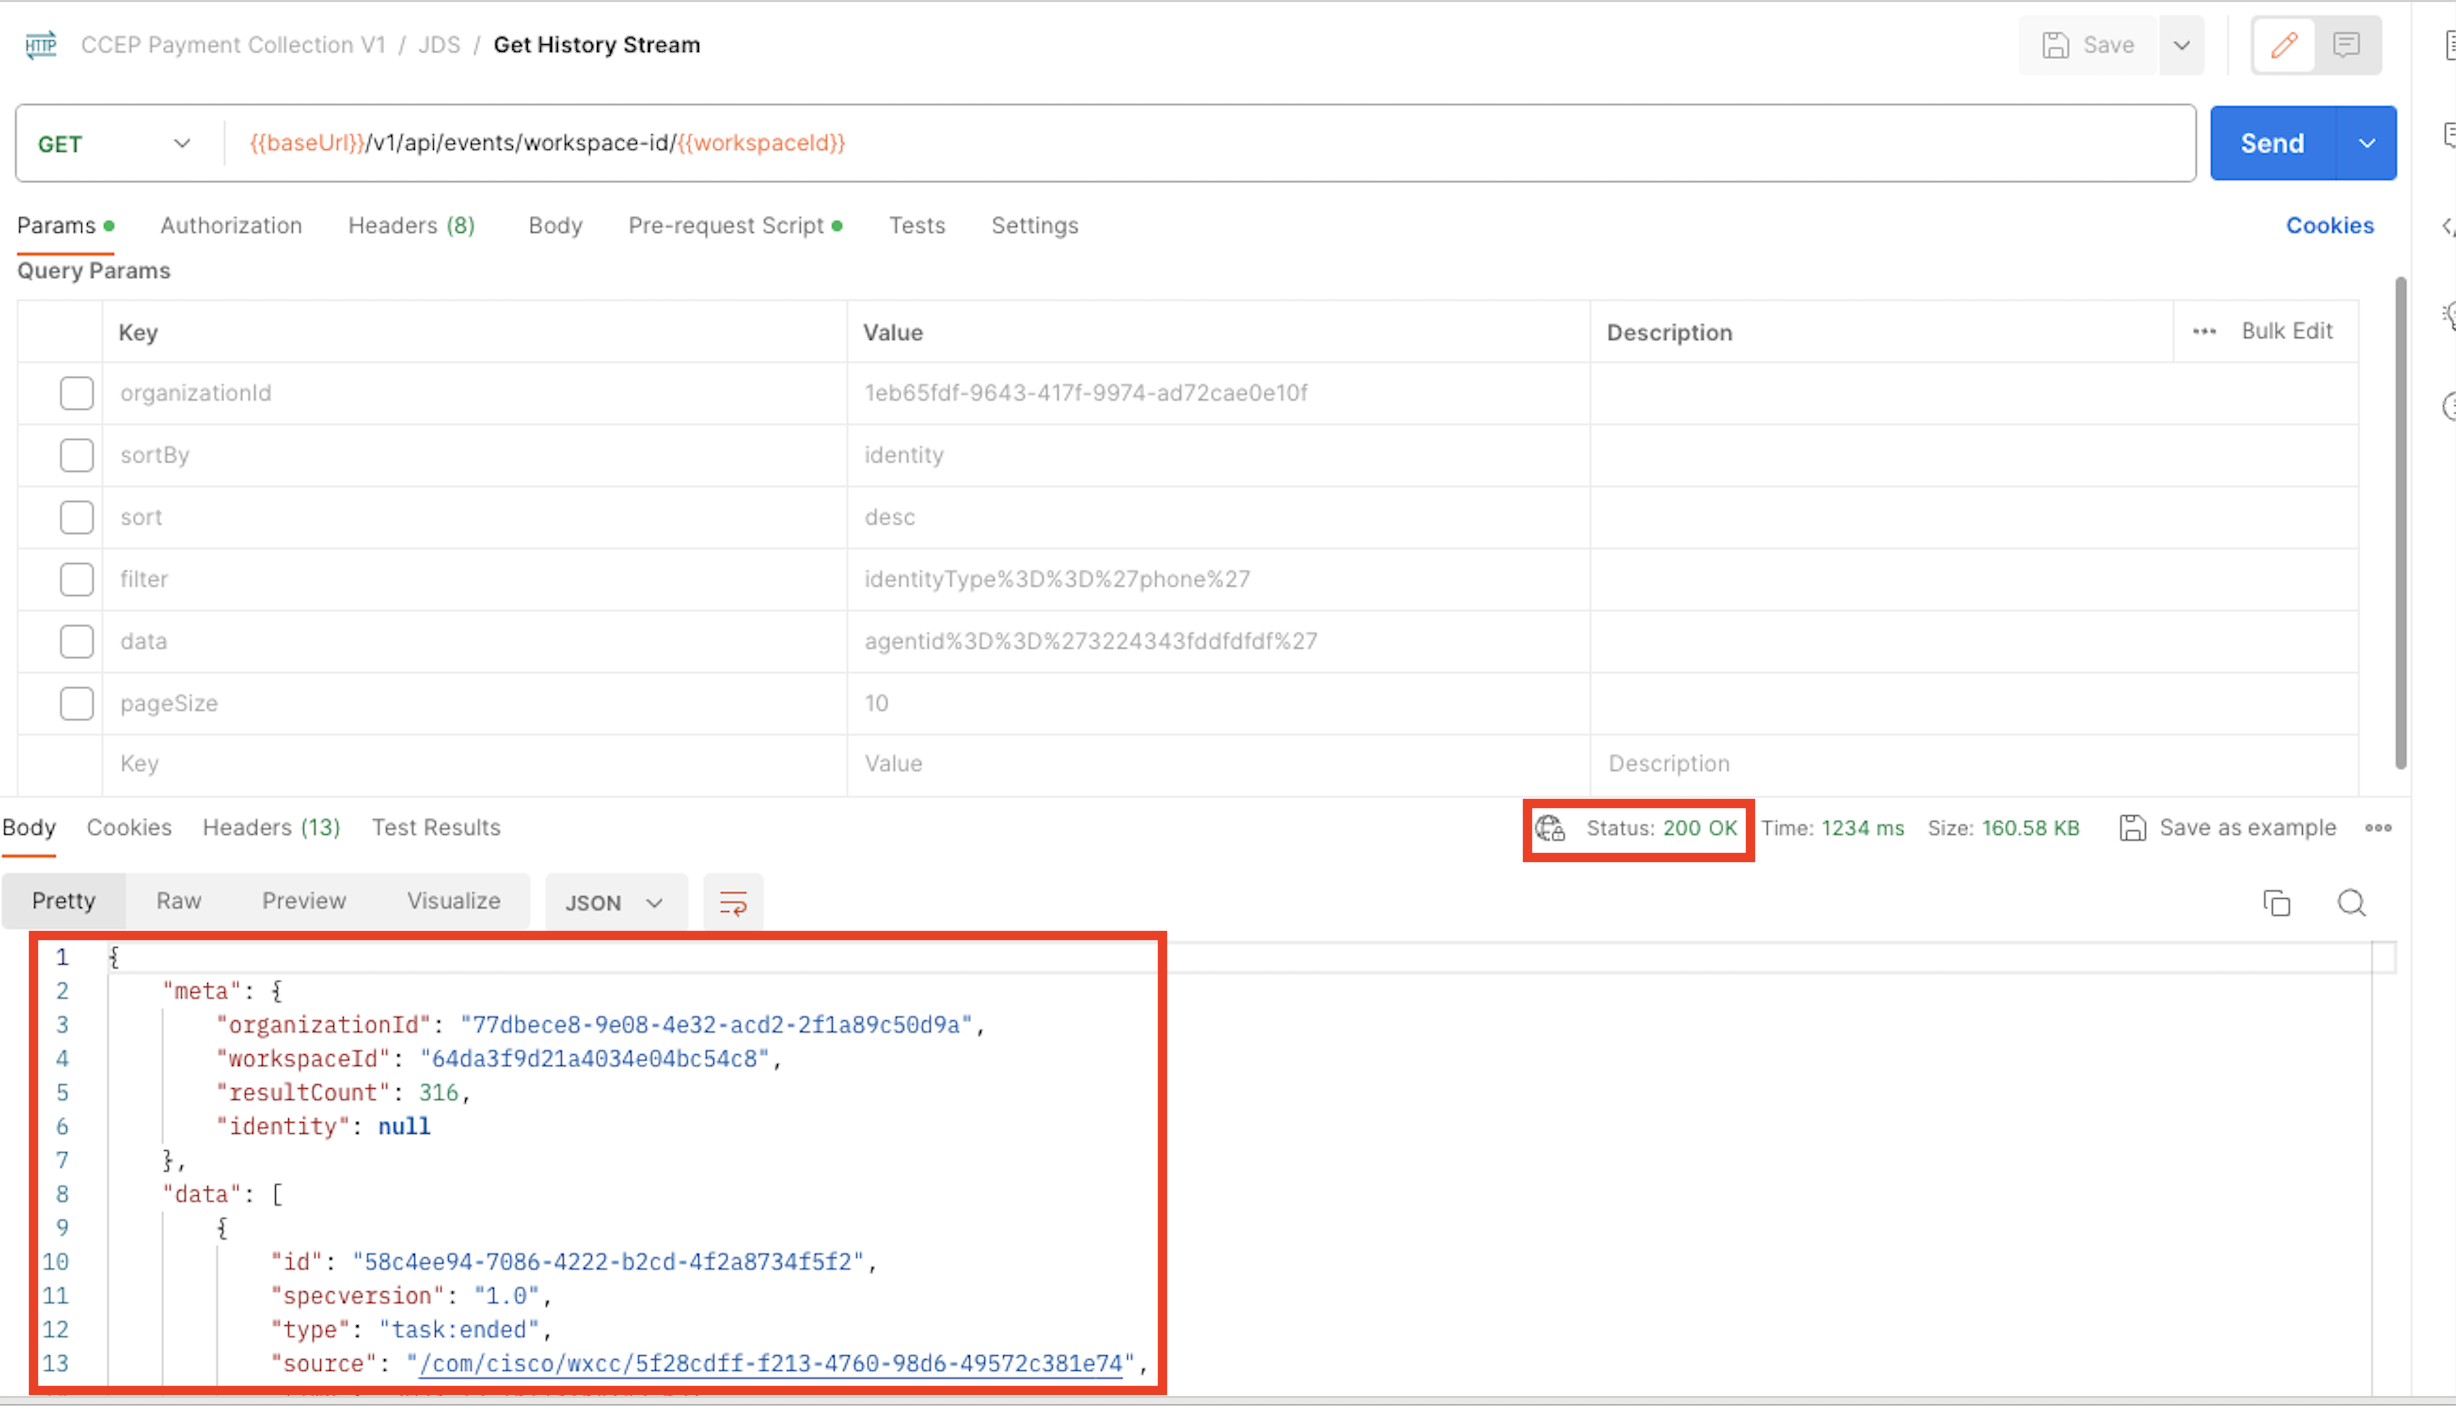 HTTP CCEP Payment Collection V1 / JDS / Get History Stream Save
GET {{baseUrl}}/v1/api/events/workspace-id/{{workspaceId}} Send
Params Authorization Headers (8) Body Pre-request Script Tests Settings Cookies
Query Params
Key Value Description Bulk Edit
organizationId 1eb65fdf-9643-417f-9974-ad72cae0e10f
sortBy identity
sort desc
filter identityType%3D%3D%27phone%27
data agentid%3D%3D%273224343fddfdfdf%27
pageSize 10
Key Value Description
Body Cookies Headers (13) Test Results Status: 200 OK Time: 1234 ms Size: 160.58 KB Save as example
Pretty Raw Preview Visualize JSON
1 {
2 "meta": {
3 "organizationId": "77dbece8-9e08-4e32-acd2-2f1a89c50d9a",
4 "workspaceId": "64da3f9d21a4034e04bc54c8",
5 "resultCount": 316,
6 "identity": null
7 },
8 "data": [
9 {
10 "id": "58c4ee94-7086-4222-b2cd-4f2a8734f5f2",
11 "specversion": "1.0",
12 "type": "task:ended",
13 "source": "/com/cisco/wxcc/5f28cdff-f213-4760-98d6-49572c381e74",